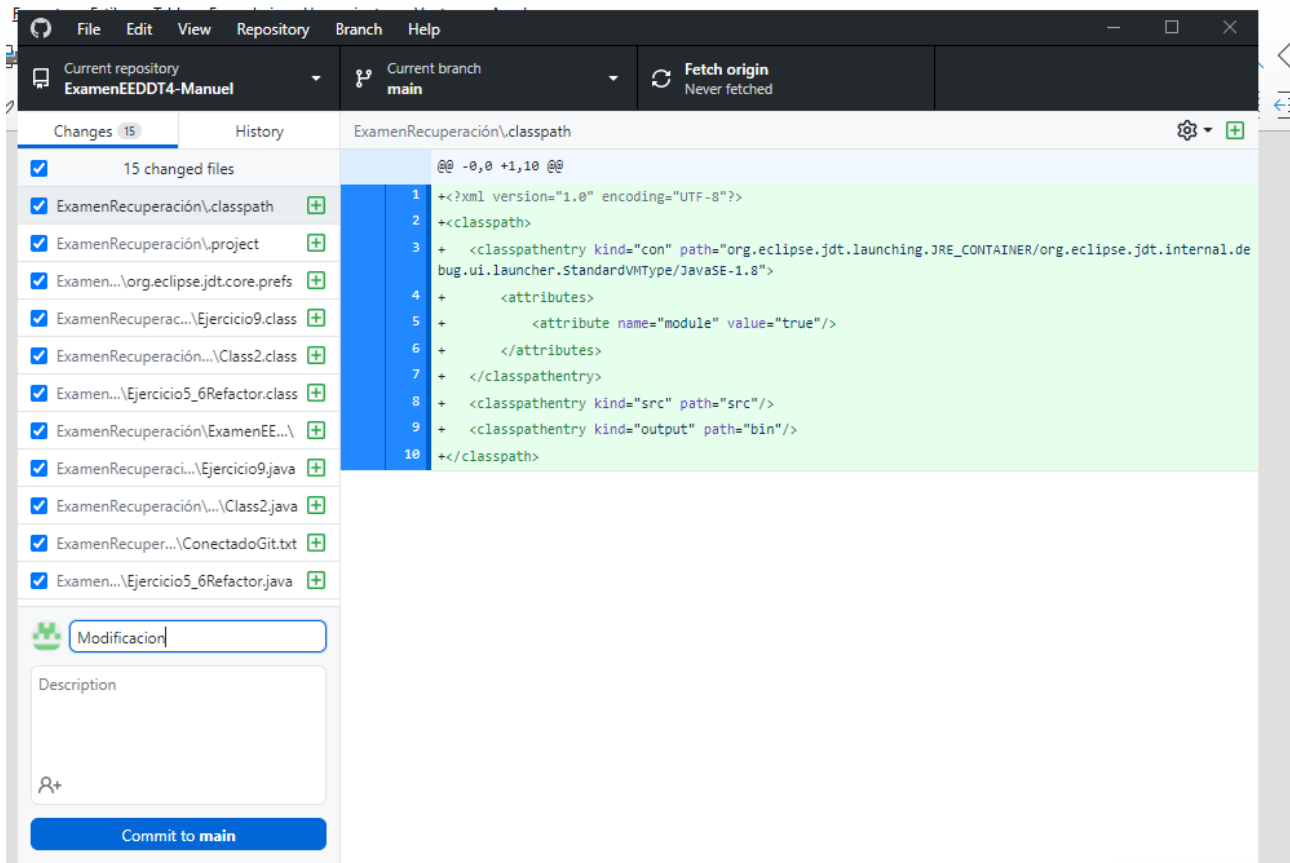 File Edit View Repository Branch Help
Current repository
ExamenEEDDT4-Manuel
Current branch
main
Fetch origin
Never fetched
Changes 15 History
ExamenRecuperación\.classpath
15 changed files
ExamenRecuperación\.classpath
ExamenRecuperación\.project
Examen...\org.eclipse.jdt.core.prefs
ExamenRecuperac...\Ejercicio9.class
ExamenRecuperación...\Class2.class
Examen...\Ejercicio5_6Refactor.class
ExamenRecuperación\ExamenEE...\
ExamenRecuperaci...\Ejercicio9.java
ExamenRecuperación\...\Class2.java
ExamenRecuper...\ConectadoGit.txt
Examen...\Ejercicio5_6Refactor.java
Modificacion
Description
Commit to main
@@ -0,0 +1,10 @@
1 +<?xml version="1.0" encoding="UTF-8"?>
2 +<classpath>
3 + <classpathentry kind="con" path="org.eclipse.jdt.launching.JRE_CONTAINER/org.eclipse.jdt.internal.de
bug.ui.launcher.StandardVMType/JavaSE-1.8">
4 + <attributes>
5 + <attribute name="module" value="true"/>
6 + </attributes>
7 + </classpathentry>
8 + <classpathentry kind="src" path="src"/>
9 + <classpathentry kind="output" path="bin"/>
10 +</classpath>